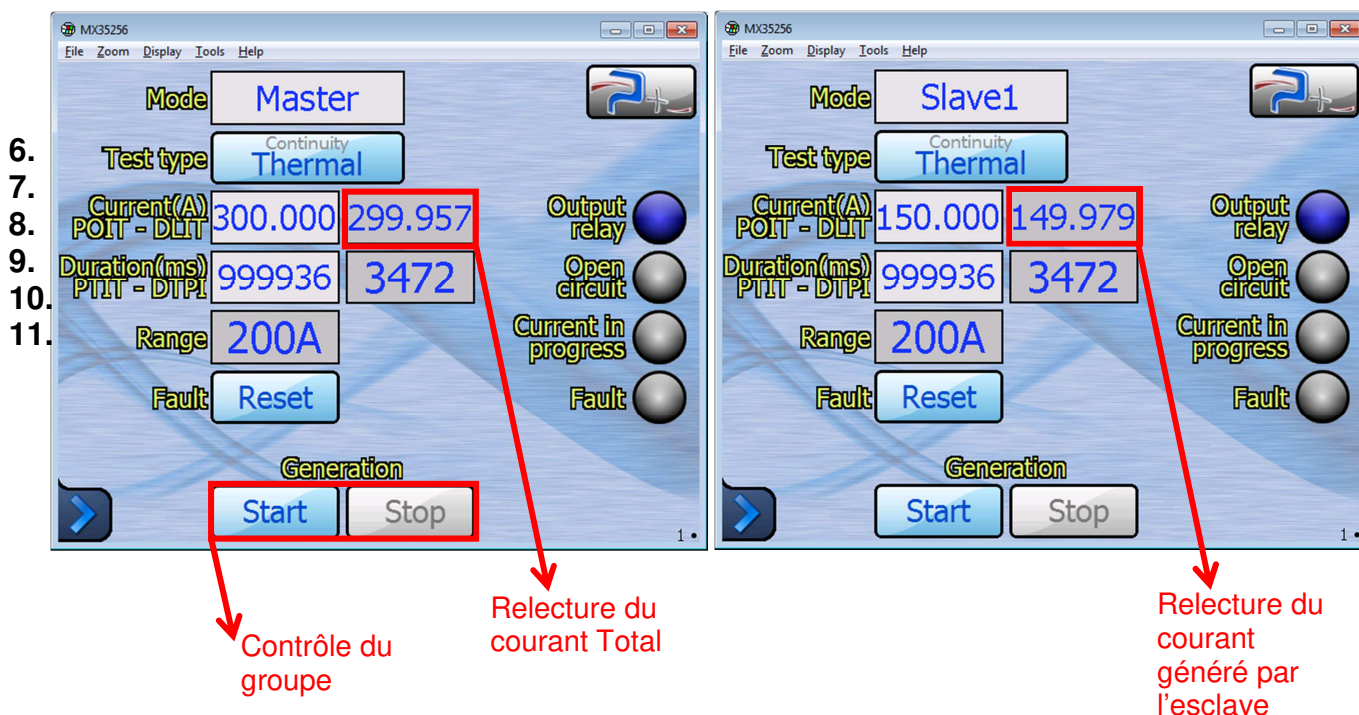 MX35256
File Zoom Display Tools Help
Mode Master
Test type Continuity
Thermal
Current(A)
POIT - DLIT 300.000 299.957
Output
relay
Duration(ms)
PTIT - DTPI 999936 3472
Open
circuit
Range 200A
Current in
progress
Fault Reset
Fault
Generation
Start Stop
1
MX35256
File Zoom Display Tools Help
Mode Slave1
Test type Continuity
Thermal
Current(A)
POIT - DLIT 150.000 149.979
Output
relay
Duration(ms)
PTIT - DTPI 999936 3472
Open
circuit
Range 200A
Current in
progress
Fault Reset
Fault
Generation
Start Stop
1
6.
7.
8.
9.
10.
11.
Contrôle du
groupe
Relecture du
courant Total
Relecture du
courant
généré par
l'esclave